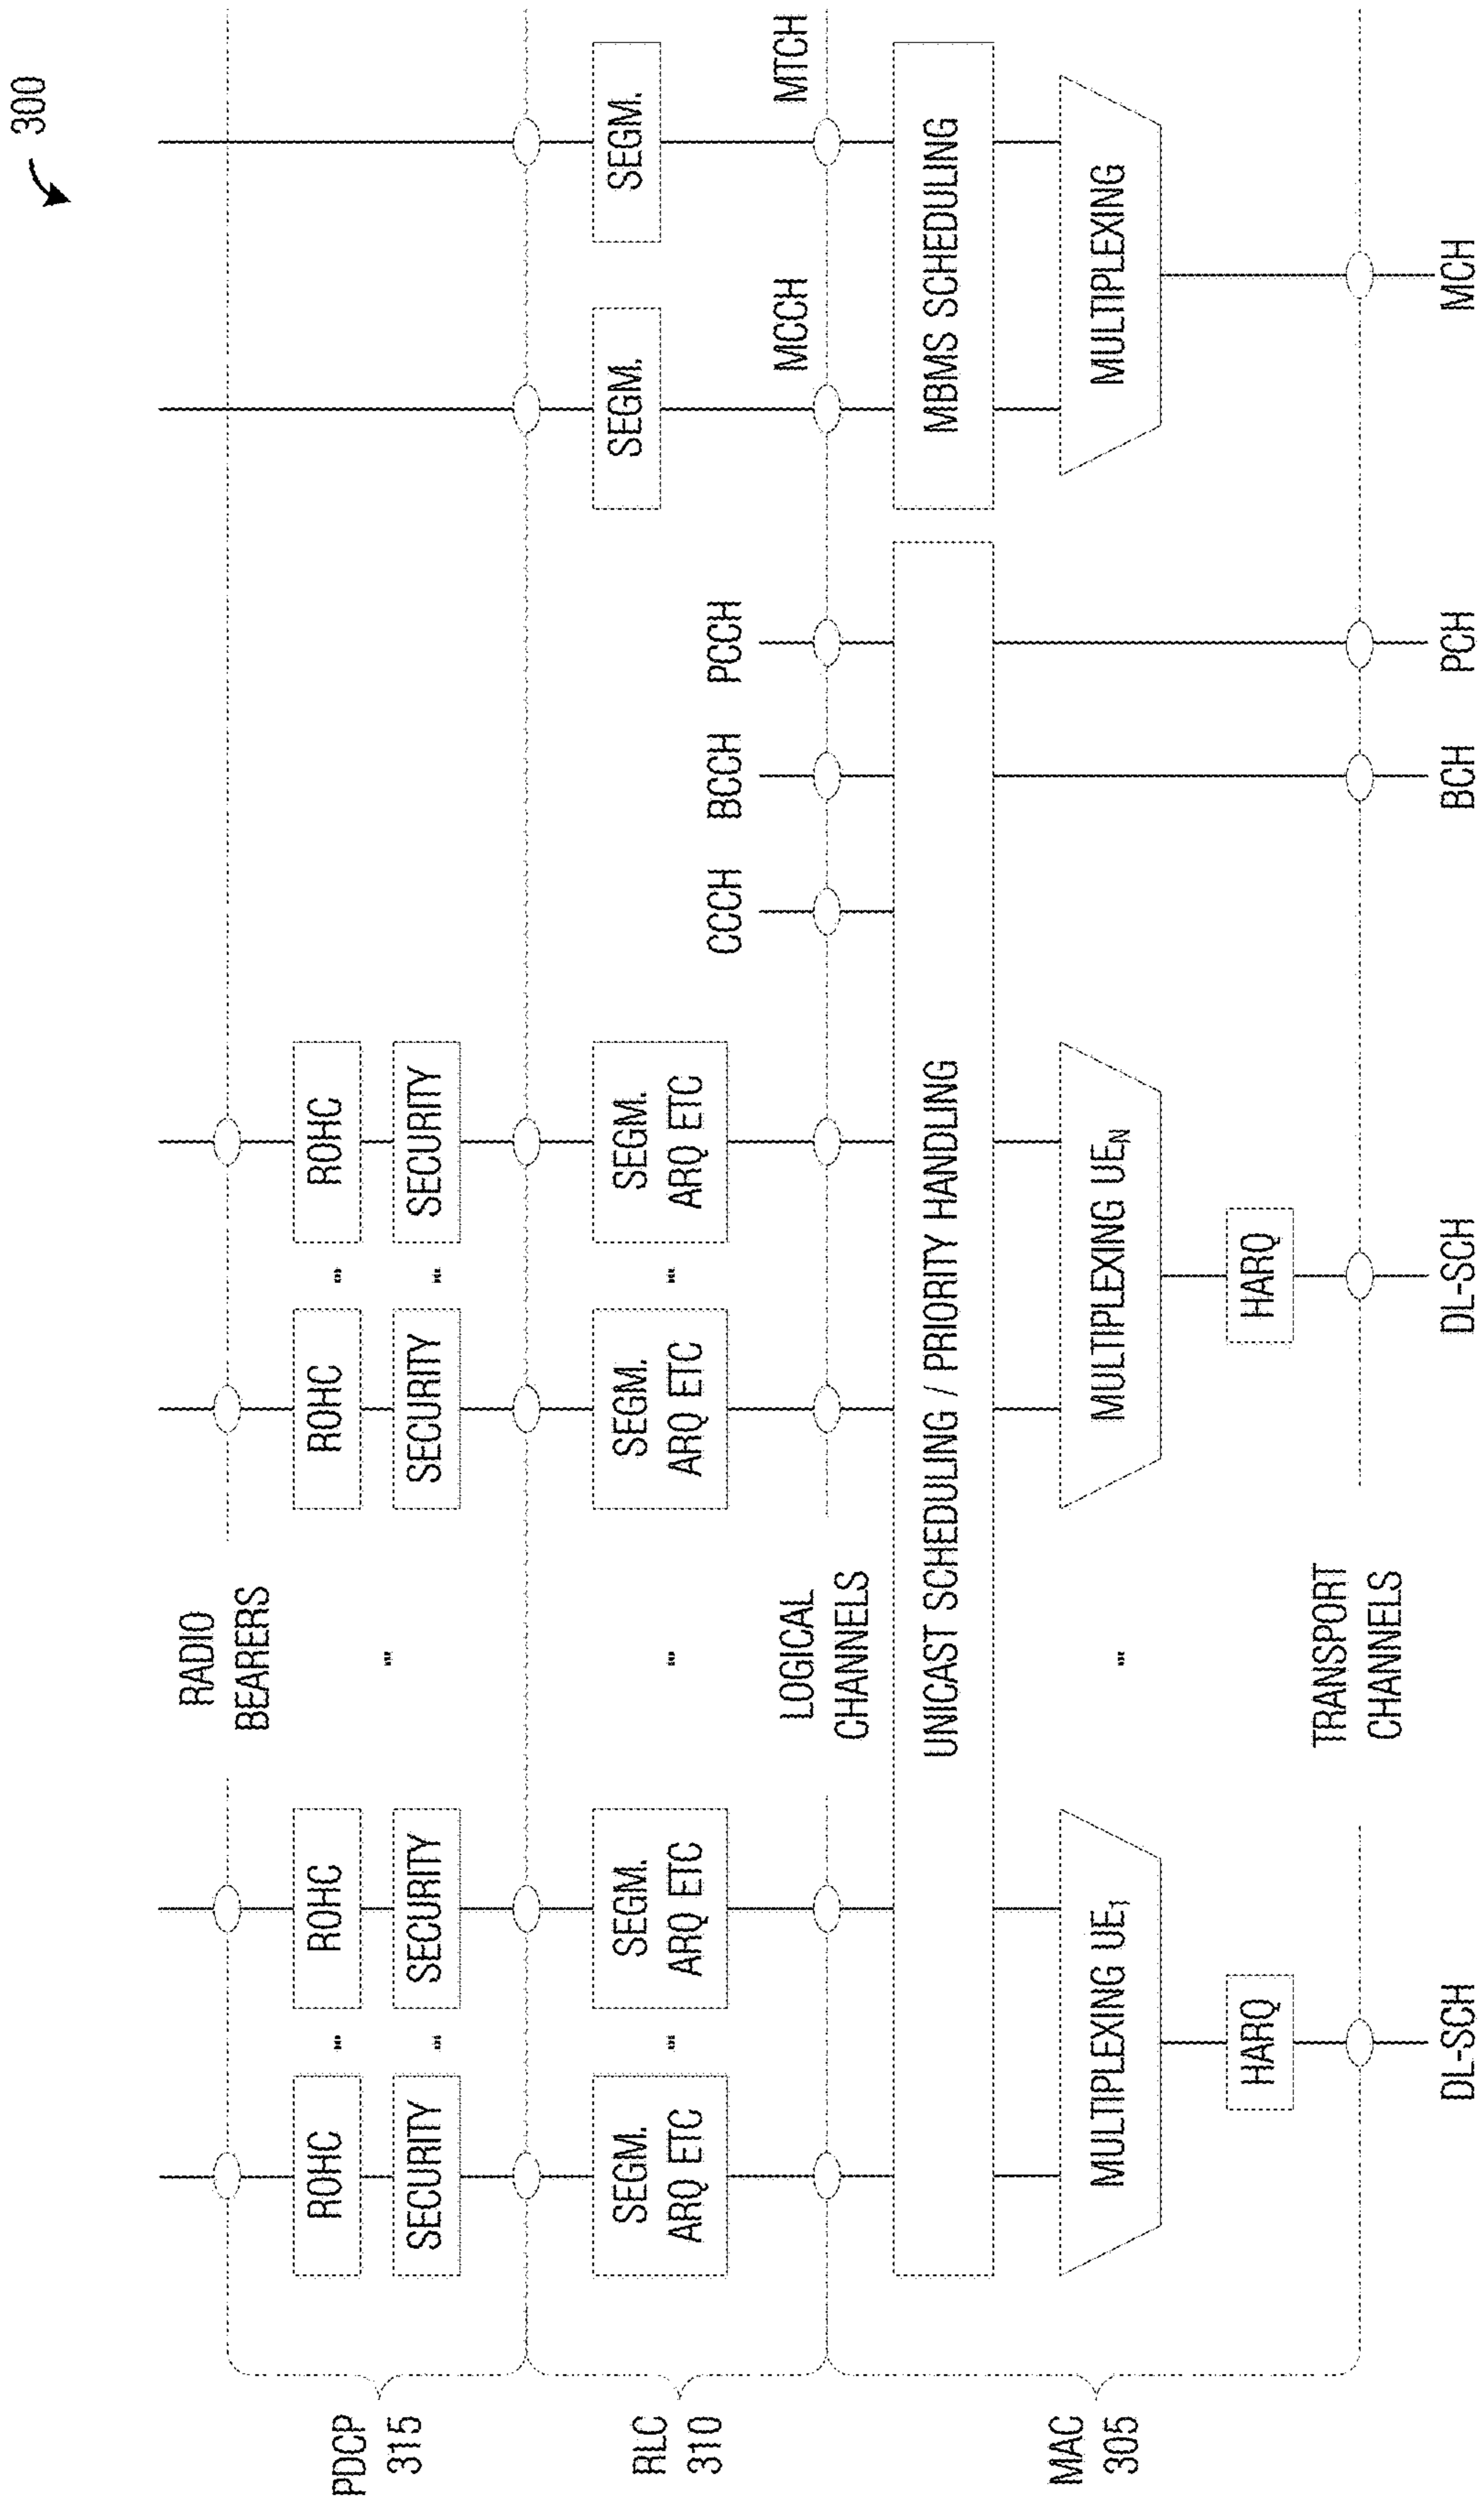 300
RADIO
BEARERS
PDCP
315
ROHC
ROHC
ROHC
ROHC
SECURITY
SECURITY
SECURITY
SECURITY
RLC
310
SEGM.
ARQ ETC
SEGM.
ARQ ETC
SEGM.
ARQ ETC
SEGM.
ARQ ETC
SEGM.
SEGM.
LOGICAL
CHANNELS
CCCH
BCCH
PCCH
MCCH
MTCH
MAC
305
UNICAST SCHEDULING / PRIORITY HANDLING
MBMS SCHEDULING
MULTIPLEXING UE1
MULTIPLEXING UEN
MULTIPLEXING
HARQ
HARQ
TRANSPORT
CHANNELS
DL-SCH
DL-SCH
BCH
PCH
MCH